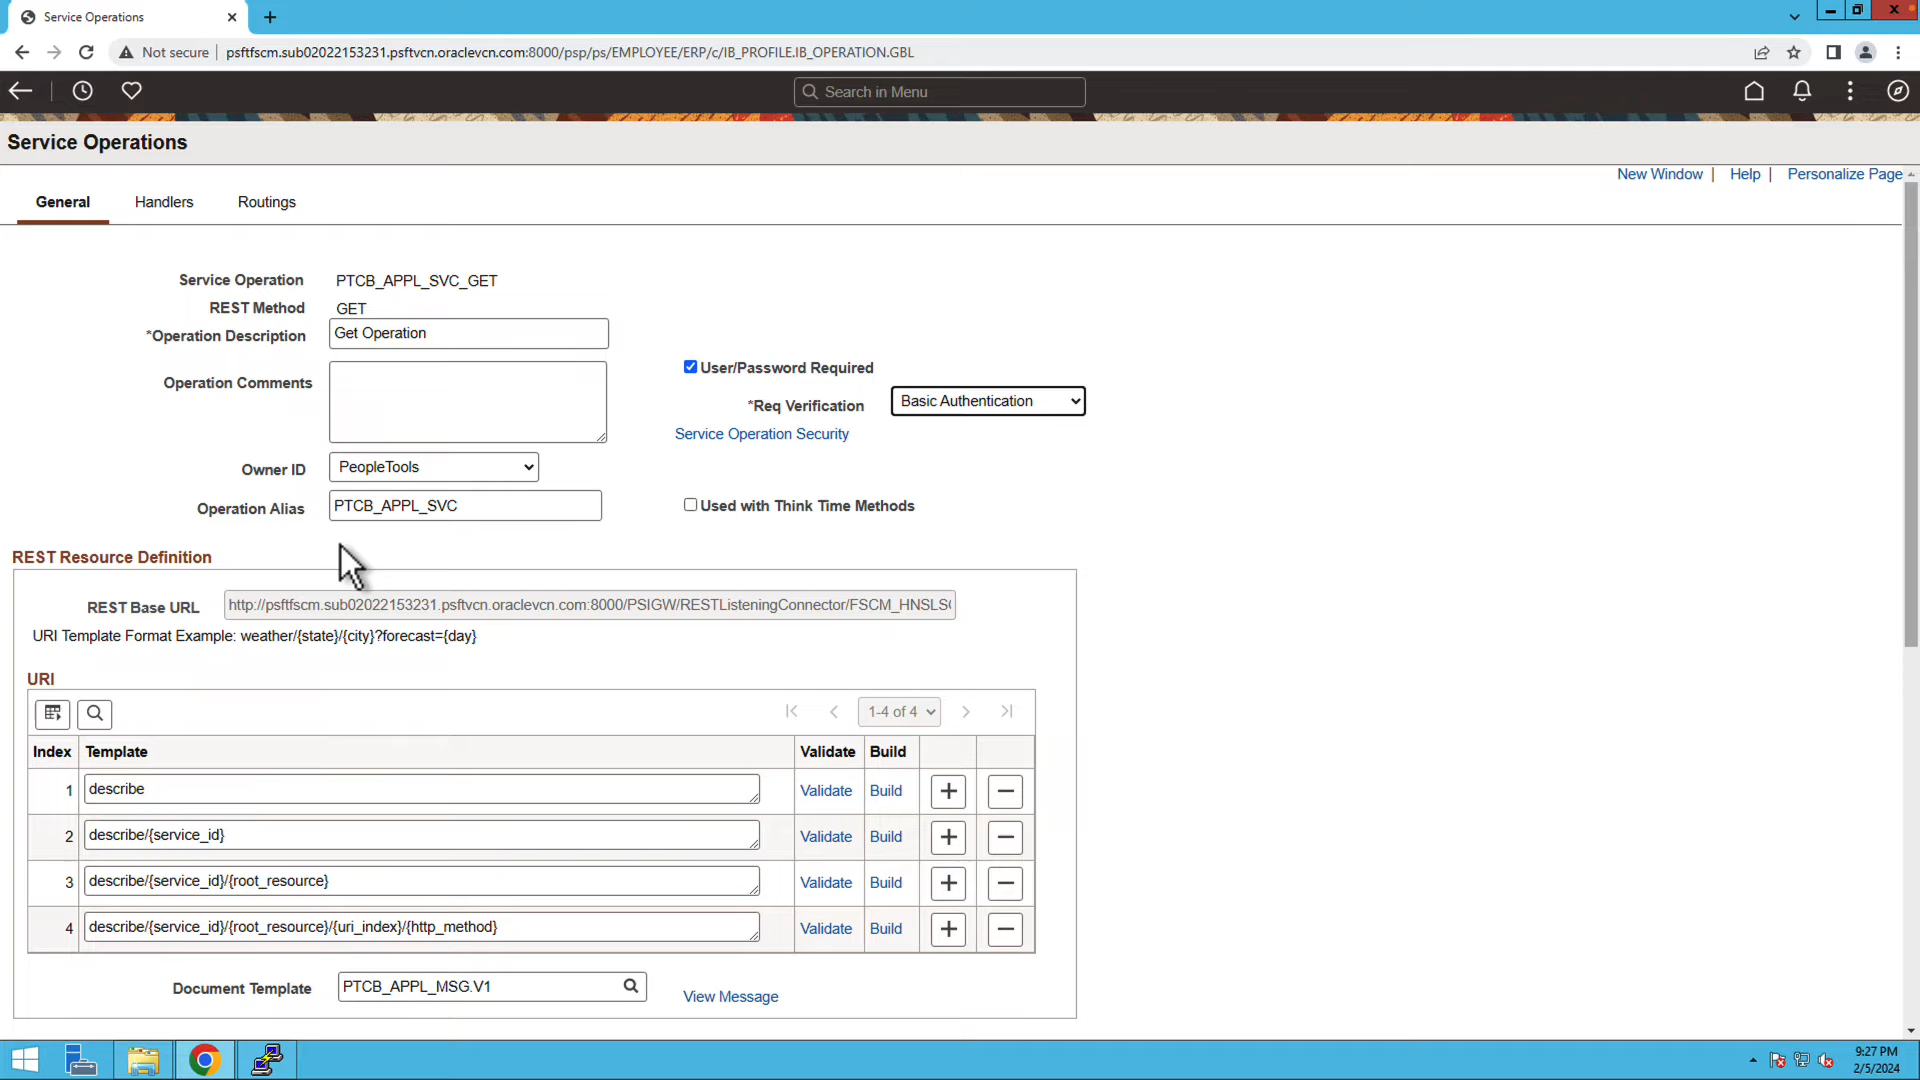 Service Operations
Not secure
psftfscm.sub02022153231.psftvcn.oraclevcn.com:8000/psp/ps/EMPLOYEE/ERP/c/IB_PROFILE.IB_OPERATION.GBL
Search in Menu
Service Operations
New Window | Help | Personalize Page
General Handlers Routings
Service Operation PTCB_APPL_SVC_GET
REST Method GET
*Operation Description Get Operation
Operation Comments
User/Password Required
*Req Verification Basic Authentication
Service Operation Security
Owner ID PeopleTools
Operation Alias PTCB_APPL_SVC
Used with Think Time Methods
REST Resource Definition
REST Base URL http://psftfscm.sub02022153231.psftvcn.oraclevcn.com:8000/PSIGW/RESTListeningConnector/FSCM_HNSLS
URI Template Format Example: weather/{state}/{city}?forecast={day}
URI
1-4 of 4
Index Template Validate Build
1 describe Validate Build
2 describe/{service_id} Validate Build
3 describe/{service_id}/{root_resource} Validate Build
4 describe/{service_id}/{root_resource}/{uri_index}/{http_method} Validate Build
Document Template PTCB_APPL_MSG.V1 View Message
9:27 PM
2/5/2024